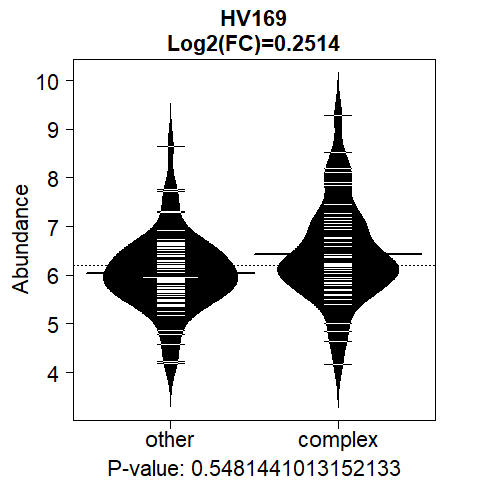 HV169
Log2(FC)=0.2514
Abundance
10
9
8
7
6
5
4
other complex
P-value: 0.5481441013152133